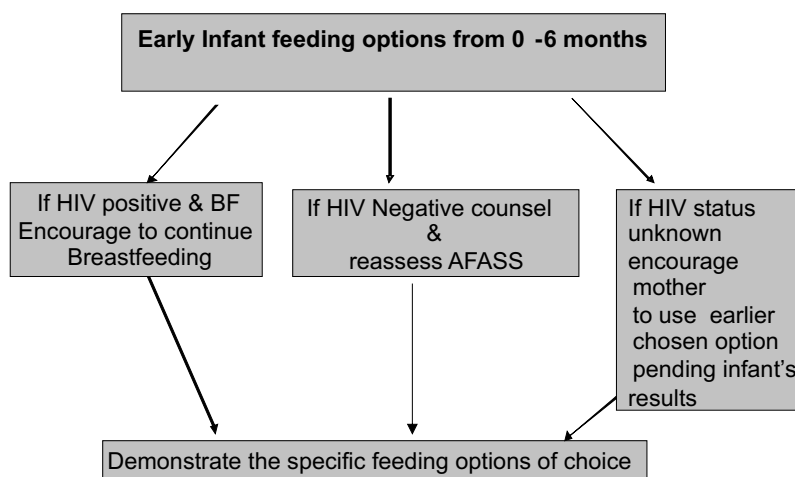 Early Infant feeding options from 0 -6 months
If HIV positive & BF
Encourage to continue
Breastfeeding
If HIV Negative counsel
&
reassess AFASS
If HIV status
unknown
encourage
mother
to use earlier
chosen option
pending infant's
results
Demonstrate the specific feeding options of choice